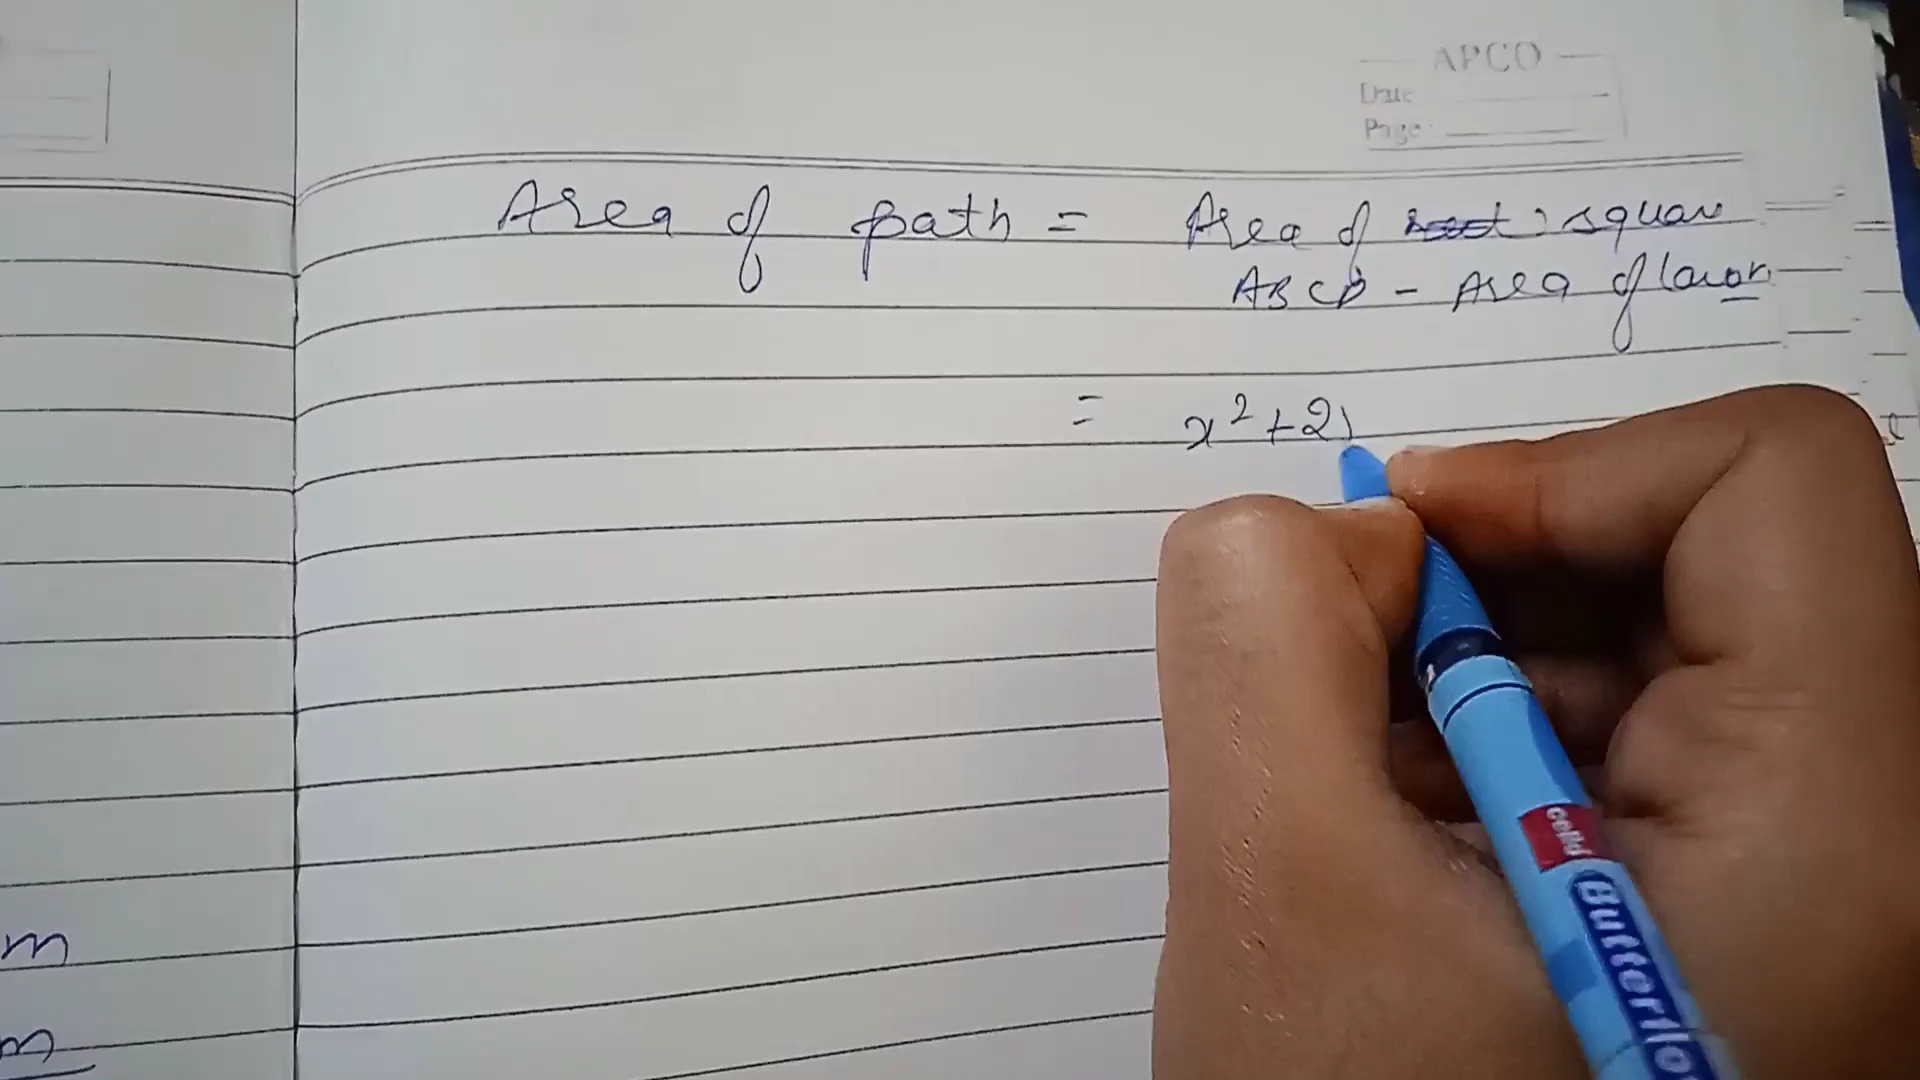 APCO
Date
Page
Area of path = Area of square
ABCD - Area of lawn
= x² + 2
m
m
cello
Butterflo